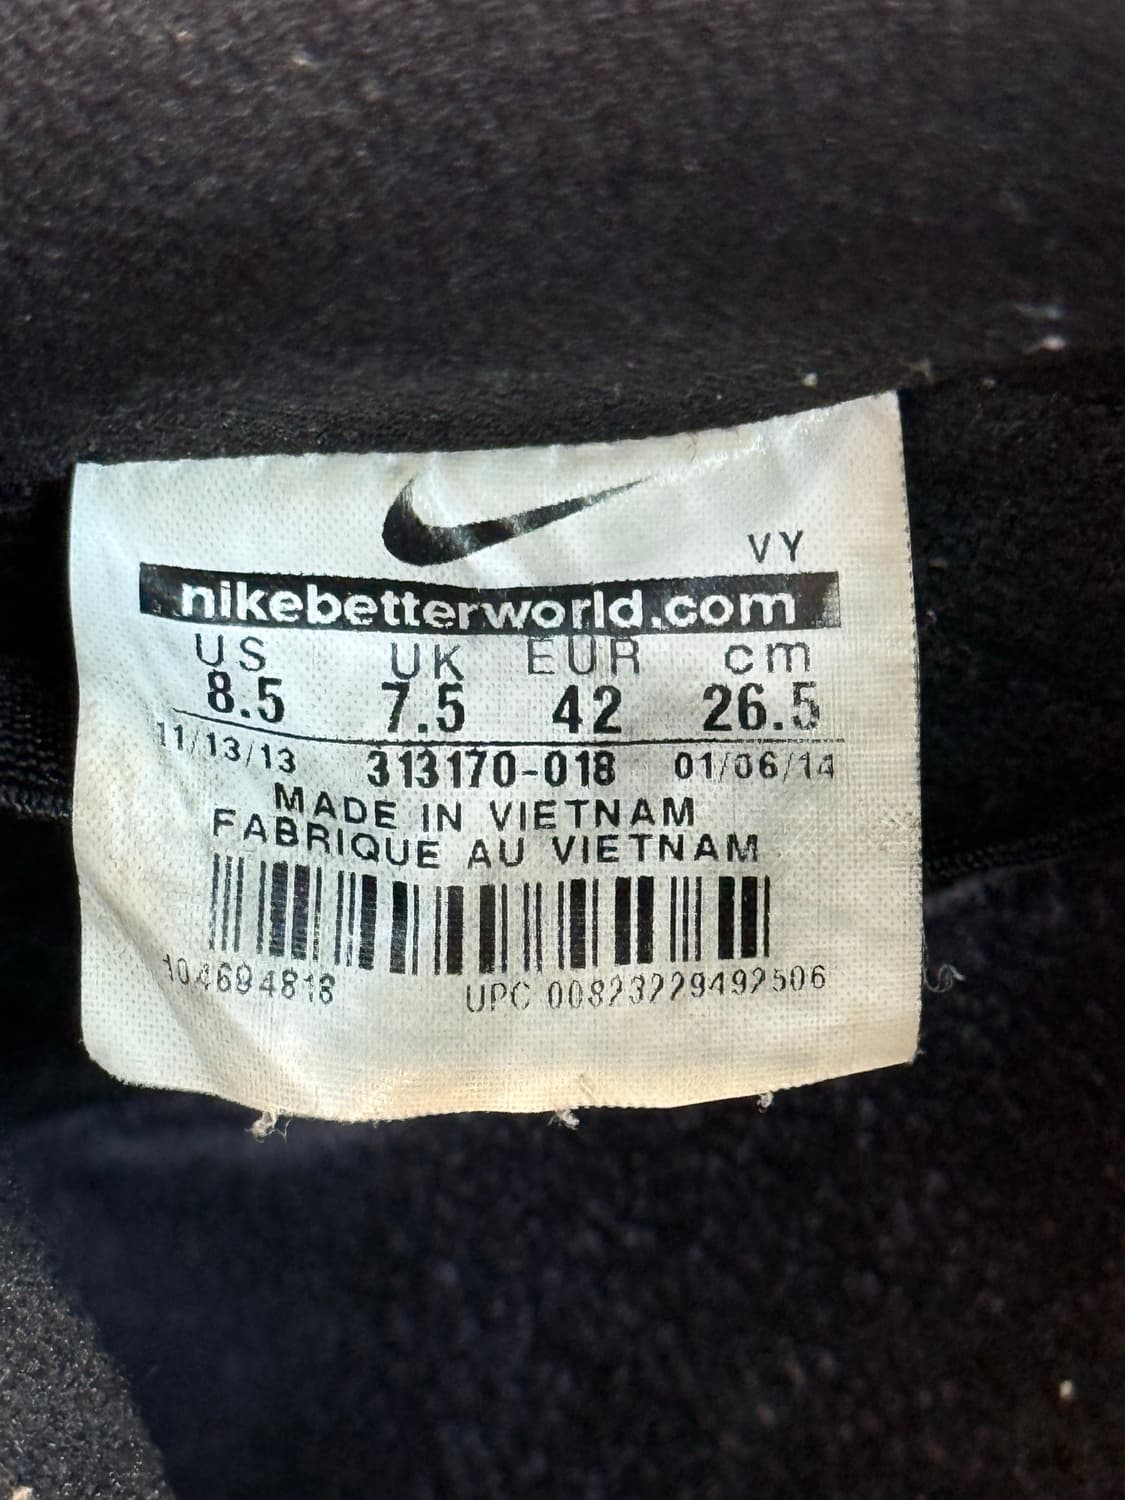 VY
nikebetterworld.com
US UK EUR cm
8.5 7.5 42 26.5
11/13/13 313170-018 01/06/14
MADE IN VIETNAM
FABRIQUE AU VIETNAM
104694818 UPC 00823229492506